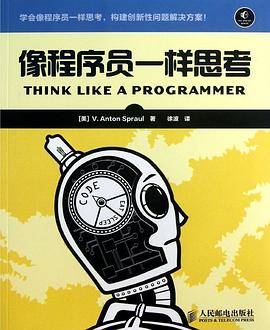 学会像程序员一样思考，构建创新性问题解决方案！
像程序员一样思考
THINK LIKE A PROGRAMMER
[美] V. Anton Spraul 著 徐波 译
CODE
EAT
SLEEP
人民邮电出版社
POSTS & TELECOM PRESS